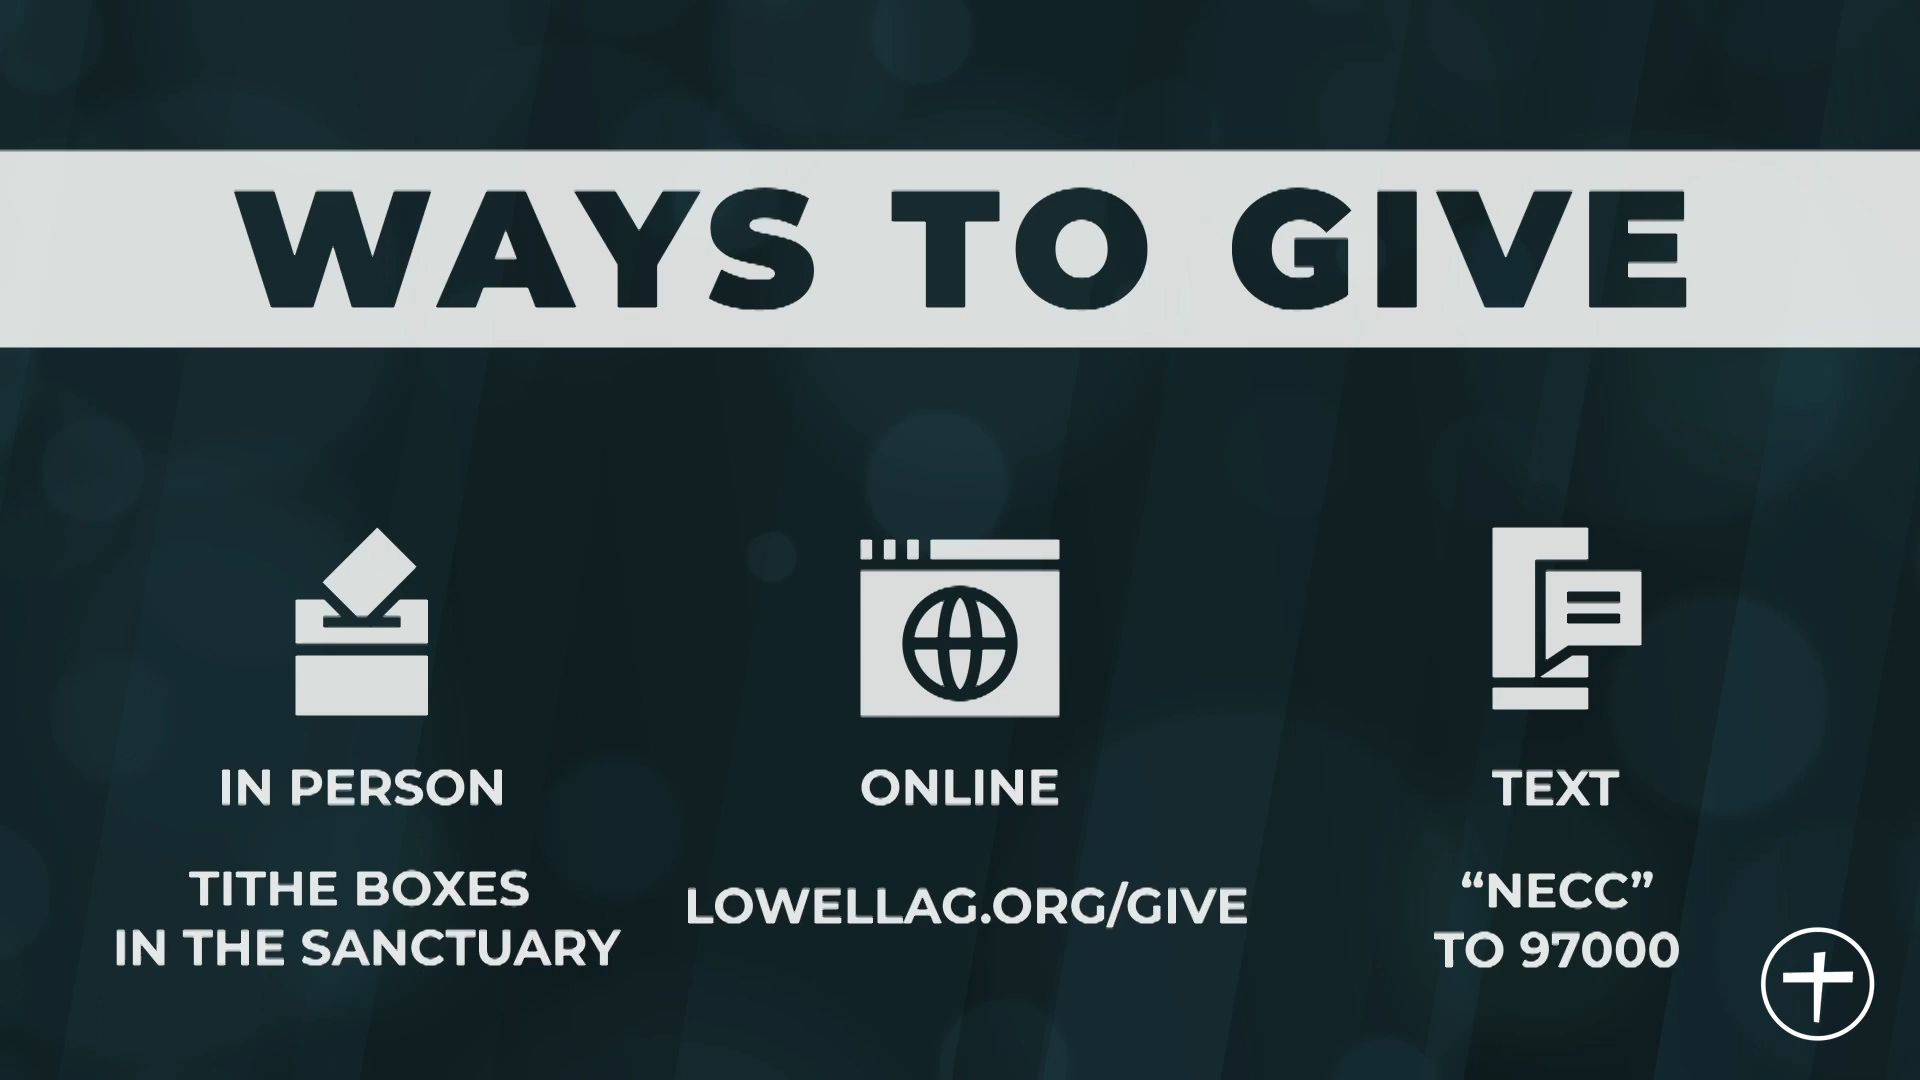 WAYS TO GIVE
IN PERSON
TITHE BOXES
IN THE SANCTUARY
ONLINE
LOWELLAG.ORG/GIVE
TEXT
“NECC”
TO 97000